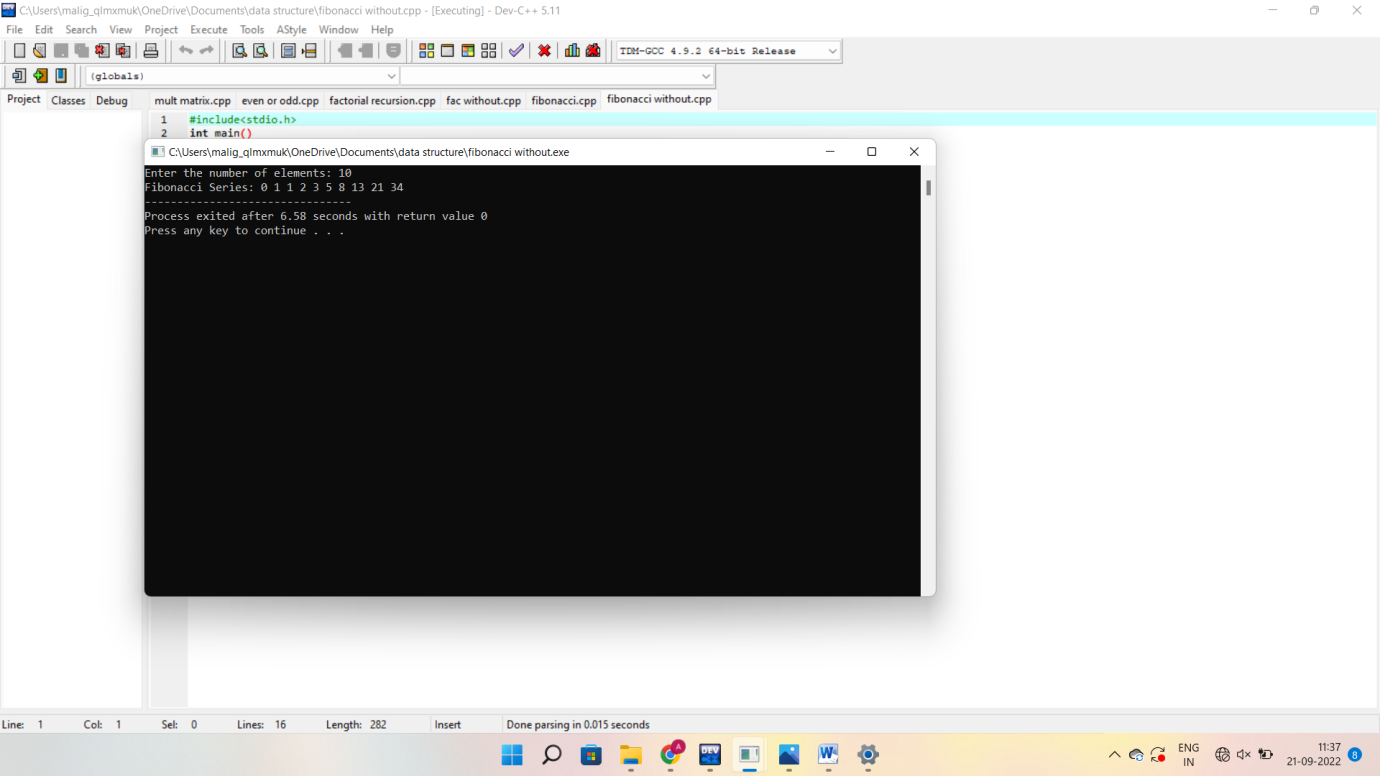 C:\Users\malig_qlmxmuk\OneDrive\Documents\data structure\fibonacci without.cpp - [Executing] - Dev-C++ 5.11
File Edit Search View Project Execute Tools AStyle Window Help
TDM-GCC 4.9.2 64-bit Release
(globals)
Project Classes Debug mult matrix.cpp even or odd.cpp factorial recursion.cpp fac without.cpp fibonacci.cpp fibonacci without.cpp
1 #include<stdio.h>
2 int main()
C:\Users\malig_qlmxmuk\OneDrive\Documents\data structure\fibonacci without.exe
Enter the number of elements: 10
Fibonacci Series: 0 1 1 2 3 5 8 13 21 34
--------------------------------
Process exited after 6.58 seconds with return value 0
Press any key to continue . . .
Line: 1 Col: 1 Sel: 0 Lines: 16 Length: 282 Insert Done parsing in 0.015 seconds
A
DEV
W
ENG
IN
11:37
21-09-2022
8